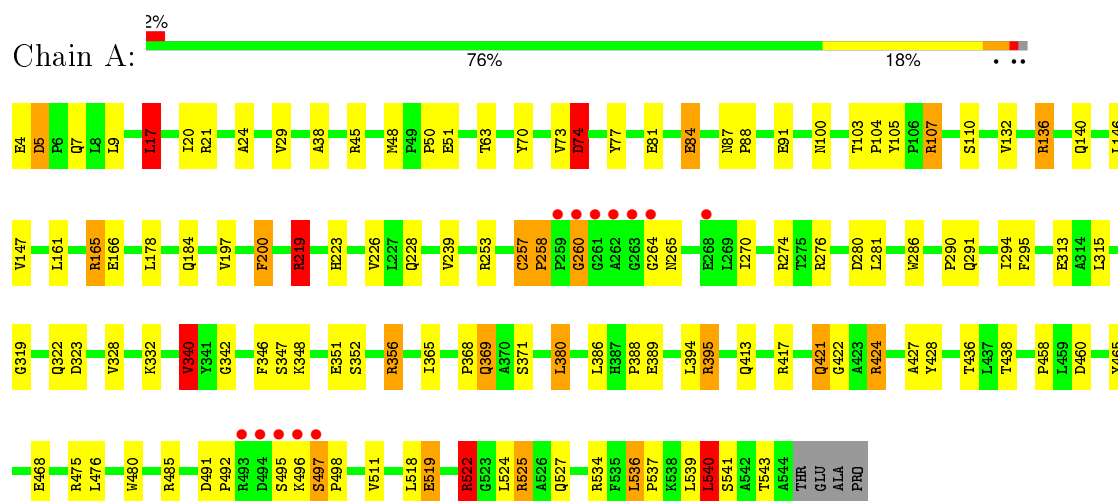 2%
Chain A:
76% 18% • ••
E4 D5 P6 Q7 L8 L9 L17 I20 R21 A24 V29 A38 R45 M48 P49 P50 E51 T63 Y70 V73 D74 Y77 E81 E84 N87 P88 E91 N100 T103 P104 Y105 P106 R107 S110 V132 R136 Q140 L146
V147 L161 R165 E166 L178 Q184 V197 F200 R219 H223 V226 L227 Q228 V239 R253 C257 P258 P259 G260 G261 A262 G263 G264 N265 E268 L269 I270 R274 T275 R276 D280 L281 W286 P290 Q291 I294 F295 E313 A314 L315
G319 Q322 D323 V328 K332 V340 Y341 G342 F346 S347 K348 E351 S352 R356 I365 P368 Q369 A370 S371 L380 L386 H387 P388 E389 L394 R395 Q413 R417 Q421 G422 A423 R424 A427 Y428 T436 L437 T438 P458 L459 D460 Y465
E468 R475 L476 W480 R485 D491 P492 R493 D494 S495 K496 S497 P498 V511 L518 E519 R522 G523 L524 R525 A526 Q527 R534 F535 L536 P537 K538 L539 L540 S541 A542 T543 A544 THR GLU ALA PRO